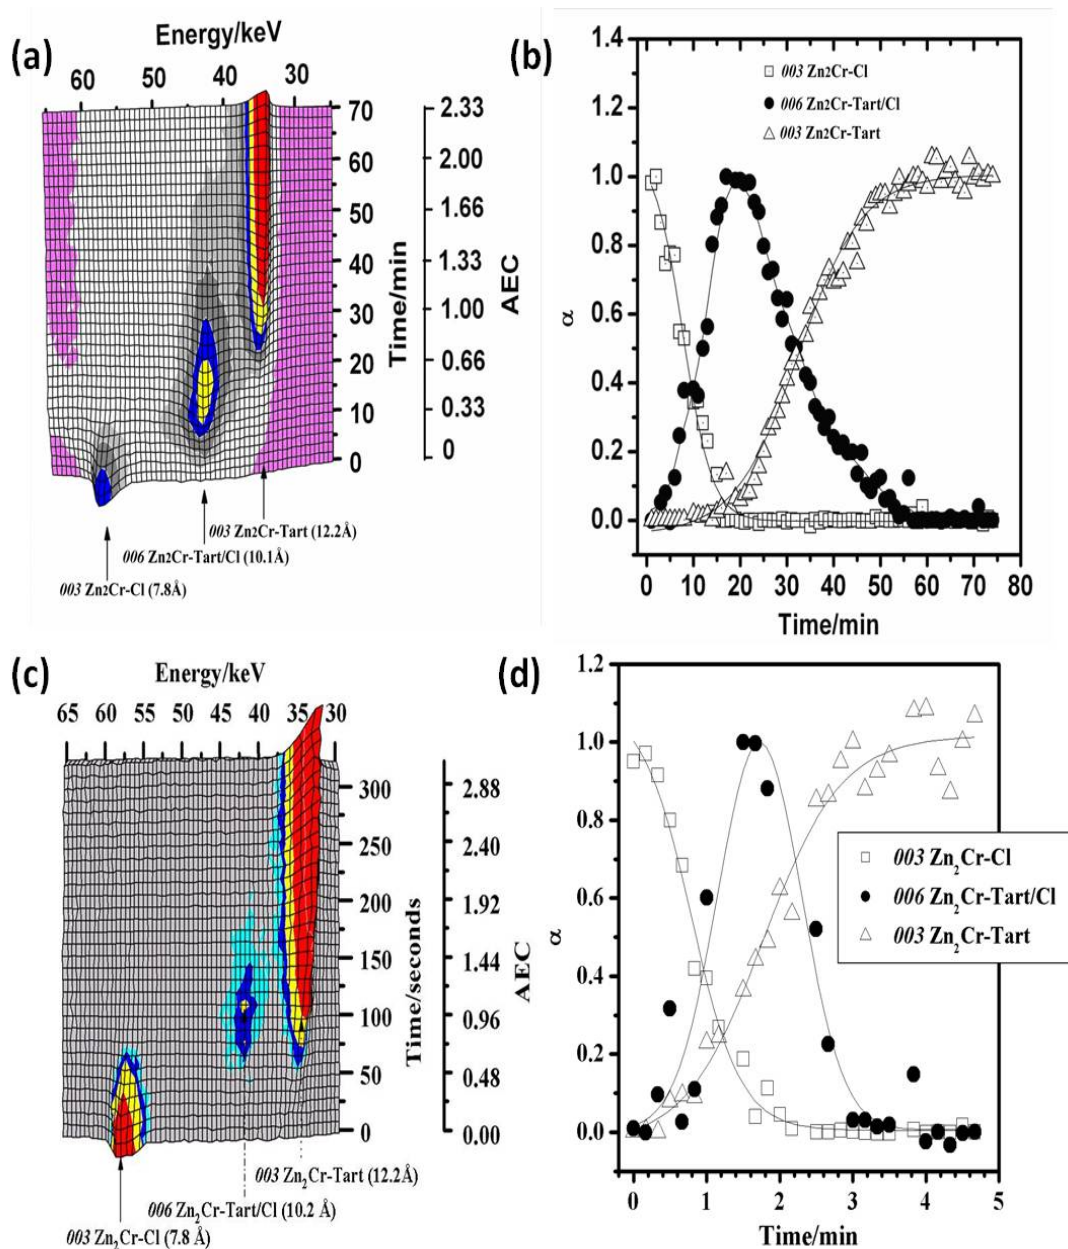 (a)
Energy/keV
60 50 40 30
70 2.33
60 2.00
50 1.66
40 1.33
30 1.00
20 0.66
10 0.33
0 0
Time/min
AEC
003 Zn2Cr-Tart (12.2Å)
006 Zn2Cr-Tart/Cl (10.1Å)
003 Zn2Cr-Cl (7.8Å)
(b)
1.4
1.2
1.0
0.8
0.6
0.4
0.2
0.0
α
003 Zn2Cr-Cl
006 Zn2Cr-Tart/Cl
003 Zn2Cr-Tart
0 10 20 30 40 50 60 70 80
Time/min
(c)
Energy/keV
65 60 55 50 45 40 35 30
300 2.88
250 2.40
200 1.92
150 1.44
100 0.96
50 0.48
0 0.00
Time/seconds
AEC
003 Zn₂Cr-Tart (12.2Å)
006 Zn₂Cr-Tart/Cl (10.2 Å)
003 Zn₂Cr-Cl (7.8 Å)
(d)
1.2
1.0
0.8
0.6
0.4
0.2
0.0
α
003 Zn₂Cr-Cl
006 Zn₂Cr-Tart/Cl
003 Zn₂Cr-Tart
0 1 2 3 4 5
Time/min